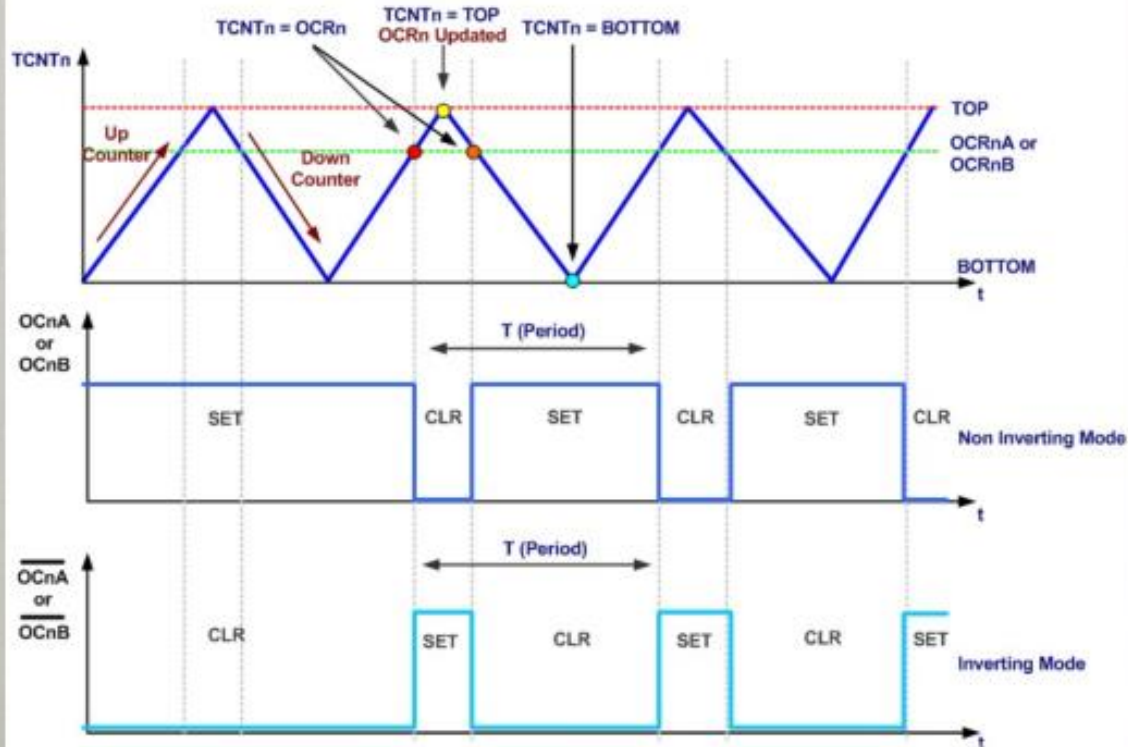 TCNTn = TOP
TCNTn = OCRn
OCRn Updated
TCNTn = BOTTOM
TCNTn
TOP
Up
Counter
Down
Counter
OCRnA or
OCRnB
BOTTOM
t
OCnA
or
OCnB
T (Period)
SET
CLR
SET
CLR
SET
CLR
Non Inverting Mode
t
OCnA
or
OCnB
T (Period)
CLR
SET
CLR
SET
CLR
SET
Inverting Mode
t